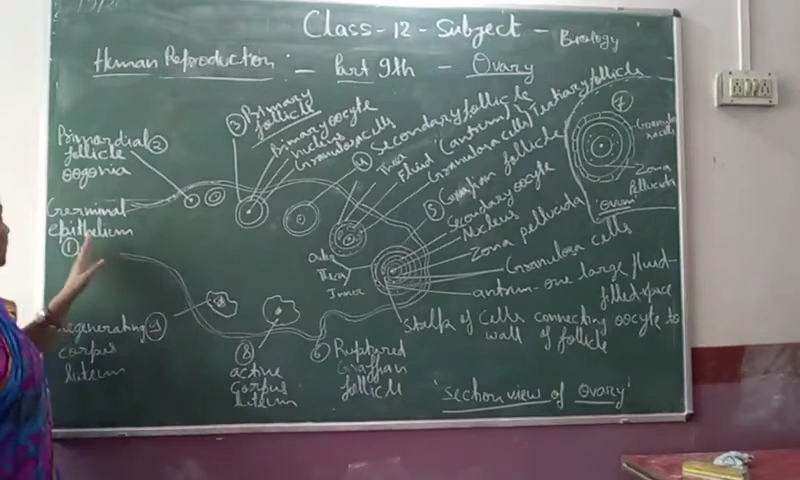 Class-12-Subject - Biology
Human Reproduction - Part 9th - Ovary
Primordial ②
follicle
oogonia
Germinal
epithelium
①
③ Primary
follicle
Primary oocyte
nucleus
Granulosa cells
④ Secondary follicle
Theca
Fluid (antrum)
Granulosa cells
Tertiary follicle
⑤ Graafian follicle
Secondary oocyte
Nucleus
Zona pellucida
Granulosa cells
antrum-one large fluid-
filled-space
Stalk of cells connecting oocyte to
wall of follicle
Outer
Theca
Inner
⑦
Zona
Pellucida
"ovum"
⑥ Ruptured
Graafian
follicle
⑧
active
Corpus
luteum
⑨
corpus
luteum
'section view of Ovary'